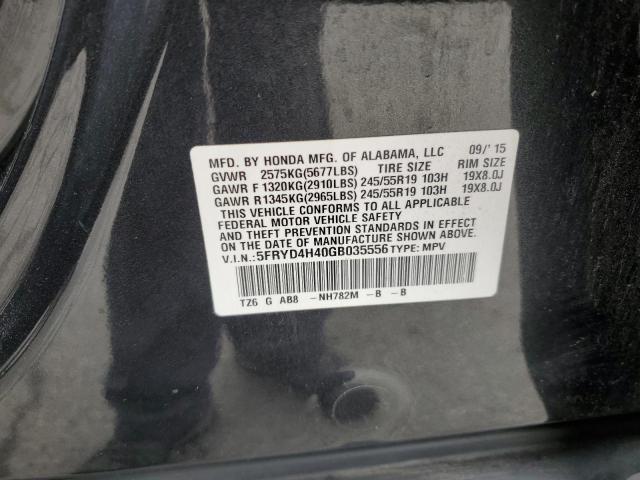 MFD. BY HONDA MFG. OF ALABAMA, LLC 09/'15
GVWR 2575KG(5677LBS) TIRE SIZE RIM SIZE
GAWR F 1320KG(2910LBS) 245/55R19 103H 19X8.0J
GAWR R1345KG(2965LBS) 245/55R19 103H 19X8.0J
THIS VEHICLE CONFORMS TO ALL APPLICABLE
FEDERAL MOTOR VEHICLE SAFETY
AND THEFT PREVENTION STANDARDS IN EFFECT
ON THE DATE OF MANUFACTURE SHOWN ABOVE.
V.I.N.:5FRYD4H40GB035556 TYPE: MPV
TZ6 G AB8 -NH782M -B -B